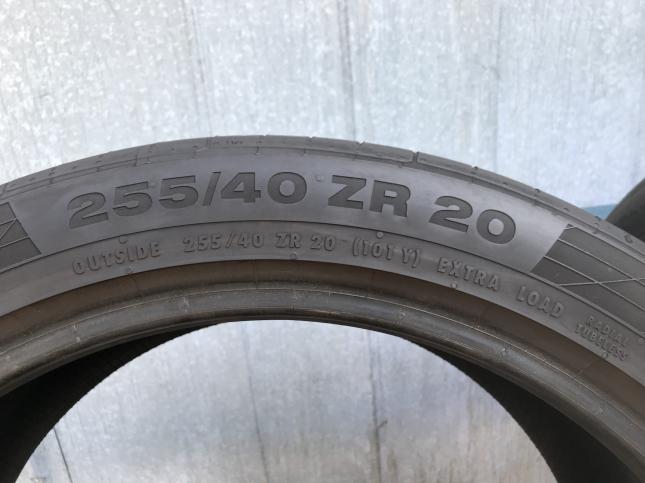 255/40 ZR 20
OUTSIDE 255/40 ZR 20 (101 Y) EXTRA LOAD
RADIAL
TUBELESS